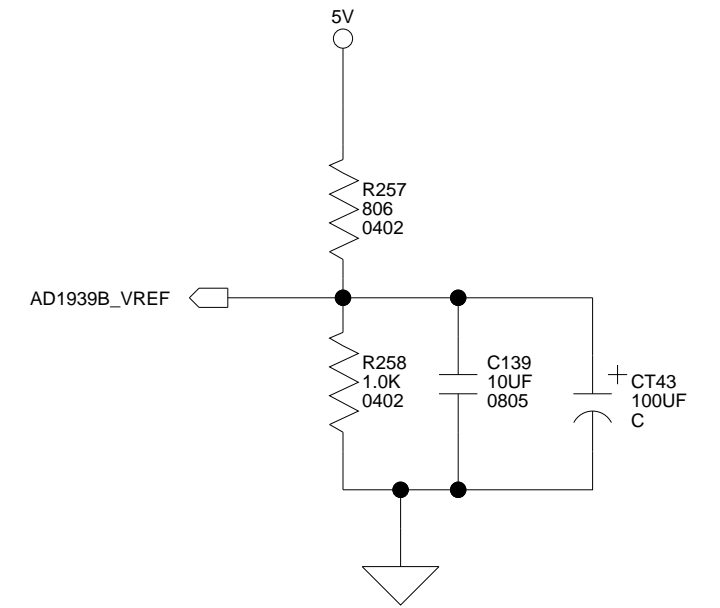 5V
R257
806
0402
AD1939B_VREF
R258
1.0K
0402
C139
10UF
0805
+
CT43
100UF
C